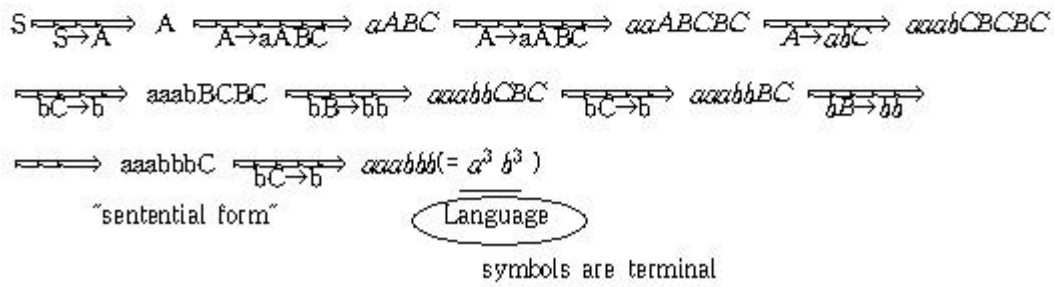 S ⟹ A ⟹ aABC ⟹ aaABCBC ⟹ aaabCBCBC
S→A A→aABC A→aABC A→abC
⟹ aaabBCBC ⟹ aaabbCBC ⟹ aaabbBC ⟹
bC→b bB→bb bC→b bB→bb
⟹ aaabbbC ⟹ aaabbb(= a³ b³ )
bC→b
"sentential form" Language
symbols are terminal